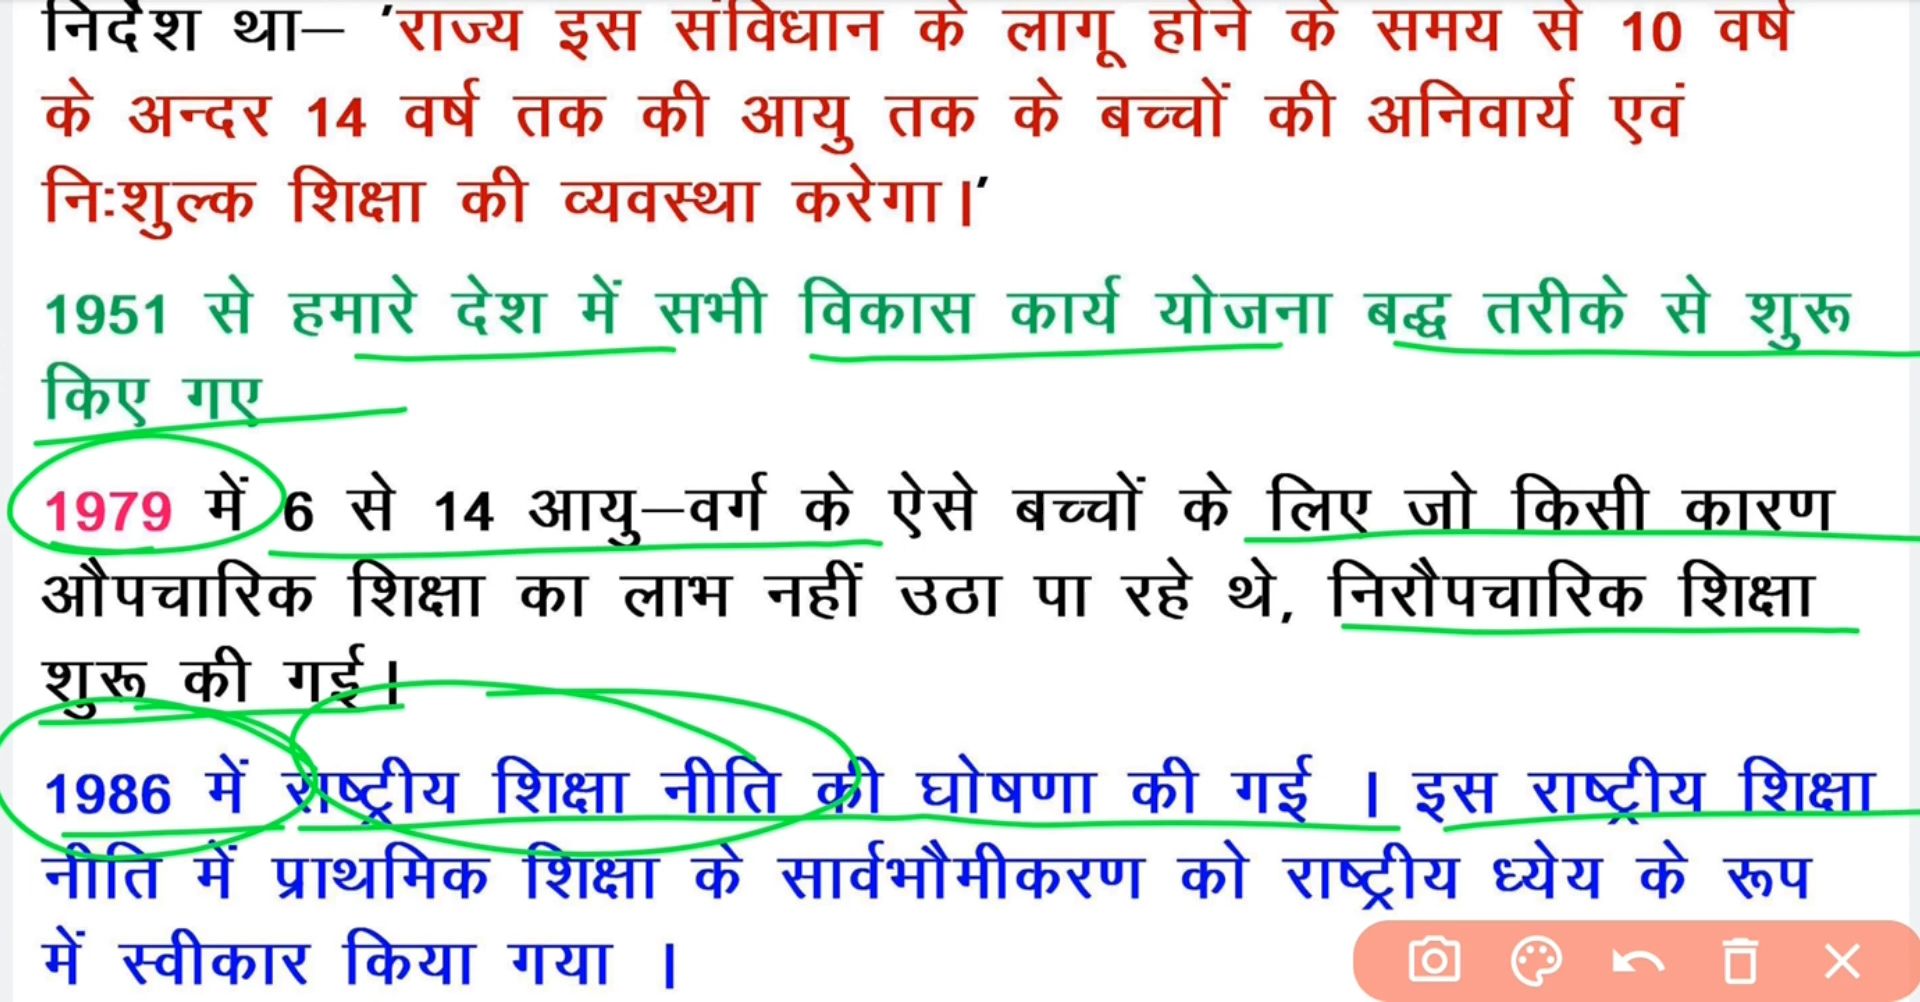 निर्देश था– 'राज्य इस संविधान के लागू होने के समय से 10 वर्ष
के अन्दर 14 वर्ष तक की आयु तक के बच्चों की अनिवार्य एवं
निःशुल्क शिक्षा की व्यवस्था करेगा।'
1951 से हमारे देश में सभी विकास कार्य योजना बद्ध तरीके से शुरू
किए गए
1979 में 6 से 14 आयु–वर्ग के ऐसे बच्चों के लिए जो किसी कारण
औपचारिक शिक्षा का लाभ नहीं उठा पा रहे थे, निरौपचारिक शिक्षा
शुरू की गई।
1986 में राष्ट्रीय शिक्षा नीति की घोषणा की गई । इस राष्ट्रीय शिक्षा
नीति में प्राथमिक शिक्षा के सार्वभौमीकरण को राष्ट्रीय ध्येय के रूप
में स्वीकार किया गया ।